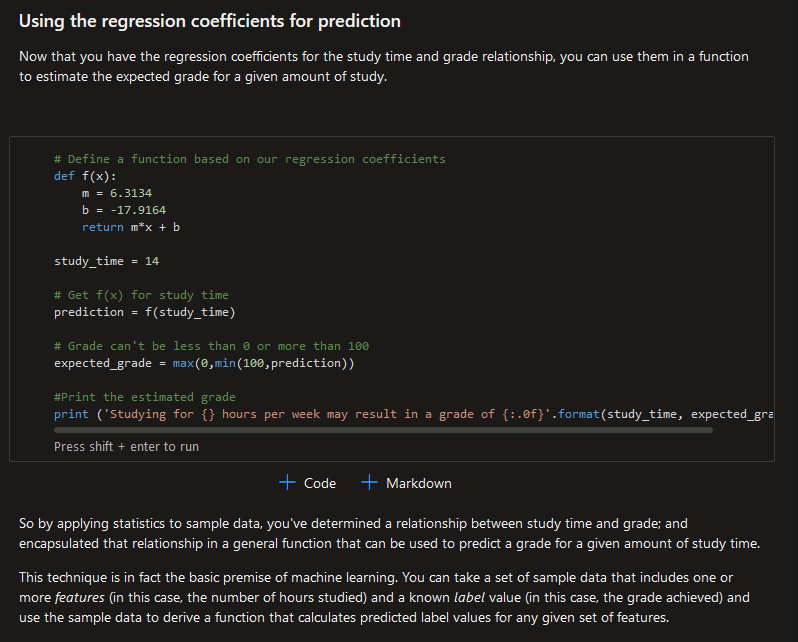 Using the regression coefficients for prediction
Now that you have the regression coefficients for the study time and grade relationship, you can use them in a function
to estimate the expected grade for a given amount of study.
# Define a function based on our regression coefficients
def f(x):
    m = 6.3134
    b = -17.9164
    return m*x + b
study_time = 14
# Get f(x) for study time
prediction = f(study_time)
# Grade can't be less than 0 or more than 100
expected_grade = max(0,min(100,prediction))
#Print the estimated grade
print ('Studying for {} hours per week may result in a grade of {:.0f}'.format(study_time, expected_gra
Press shift + enter to run
+ Code + Markdown
So by applying statistics to sample data, you've determined a relationship between study time and grade; and
encapsulated that relationship in a general function that can be used to predict a grade for a given amount of study time.
This technique is in fact the basic premise of machine learning. You can take a set of sample data that includes one or
more features (in this case, the number of hours studied) and a known label value (in this case, the grade achieved) and
use the sample data to derive a function that calculates predicted label values for any given set of features.